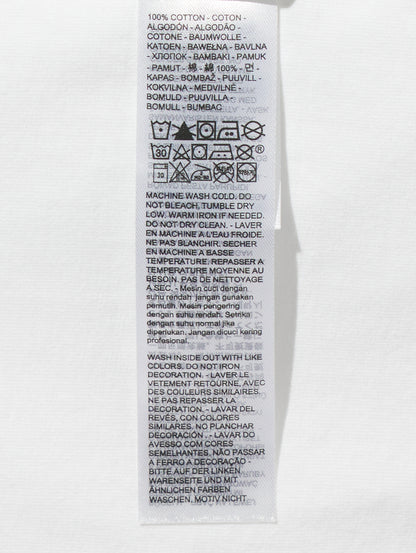 100% COTTON - COTON -
ALGODÓN - ALGODÃO -
COTONE - BAUMWOLLE -
KATOEN - BAWEŁNA - BAVLNA
- ХЛОПОК - BAMBAKI - PAMUK
- PAMUT - 棉 - 綿 100% - 면 -
KAPAS - BOMBAŽ - PUUVILL -
KOKVILNA - MEDVILNĖ -
BOMULD - PUUVILLA -
BOMULL - BUMBAC
30 ®
30
MACHINE WASH COLD. DO
NOT BLEACH, TUMBLE DRY
LOW. WARM IRON IF NEEDED.
DO NOT DRY CLEAN. - LAVER
EN MACHINE A L'EAU FROIDE.
NE PAS BLANCHIR. SECHER
EN MACHINE A BASSE
TEMPERATURE. REPASSER A
TEMPERATURE MOYENNE AU
BESOIN. PAS DE NETTOYAGE
A SEC. - Mesin cuci dengan
suhu rendah. jangan gunakan
pemutih. Mesin pengering
dengan suhu rendah. Setrika
dengan suhu normal jika
diperlukan. Jangan dicuci kering
profesional.
WASH INSIDE OUT WITH LIKE
COLORS. DO NOT IRON
DECORATION. - LAVER LE
VETEMENT RETOURNE, AVEC
DES COULEURS SIMILAIRES.
NE PAS REPASSER LA
DECORATION. - LAVAR DEL
REVÉS, CON COLORES
SIMILARES. NO PLANCHAR
DECORACIÓN. - LAVAR DO
AVESSO COM CORES
SEMELHANTES. NÃO PASSAR
A FERRO A DECORAÇÃO -
BITTE AUF DER LINKEN
WARENSEITE UND MIT
ÄHNLICHEN FARBEN
WASCHEN, MOTIV NICHT